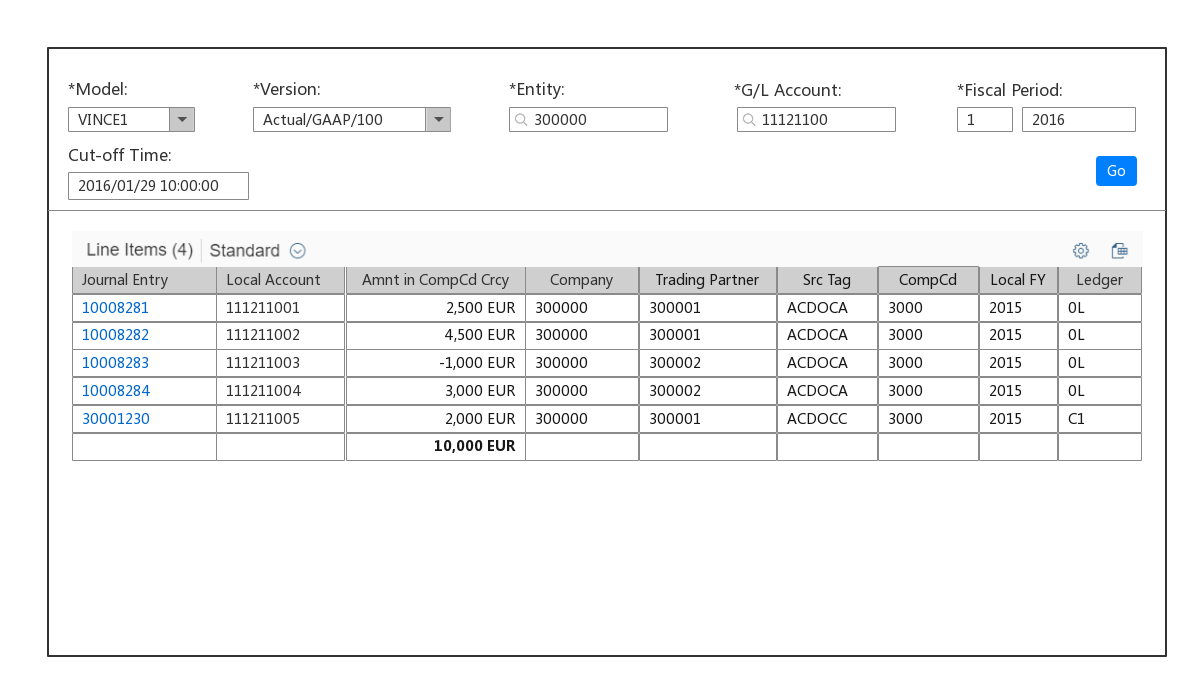 *Model: *Version: *Entity: *G/L Account: *Fiscal Period:
VINCE1 Actual/GAAP/100 300000 11121100 1 2016
Cut-off Time:
2016/01/29 10:00:00 Go
Line Items (4) Standard
Journal Entry Local Account Amnt in CompCd Crcy Company Trading Partner Src Tag CompCd Local FY Ledger
10008281 111211001 2,500 EUR 300000 300001 ACDOCA 3000 2015 0L
10008282 111211002 4,500 EUR 300000 300001 ACDOCA 3000 2015 0L
10008283 111211003 -1,000 EUR 300000 300002 ACDOCA 3000 2015 0L
10008284 111211004 3,000 EUR 300000 300002 ACDOCA 3000 2015 0L
30001230 111211005 2,000 EUR 300000 300001 ACDOCC 3000 2015 C1
10,000 EUR